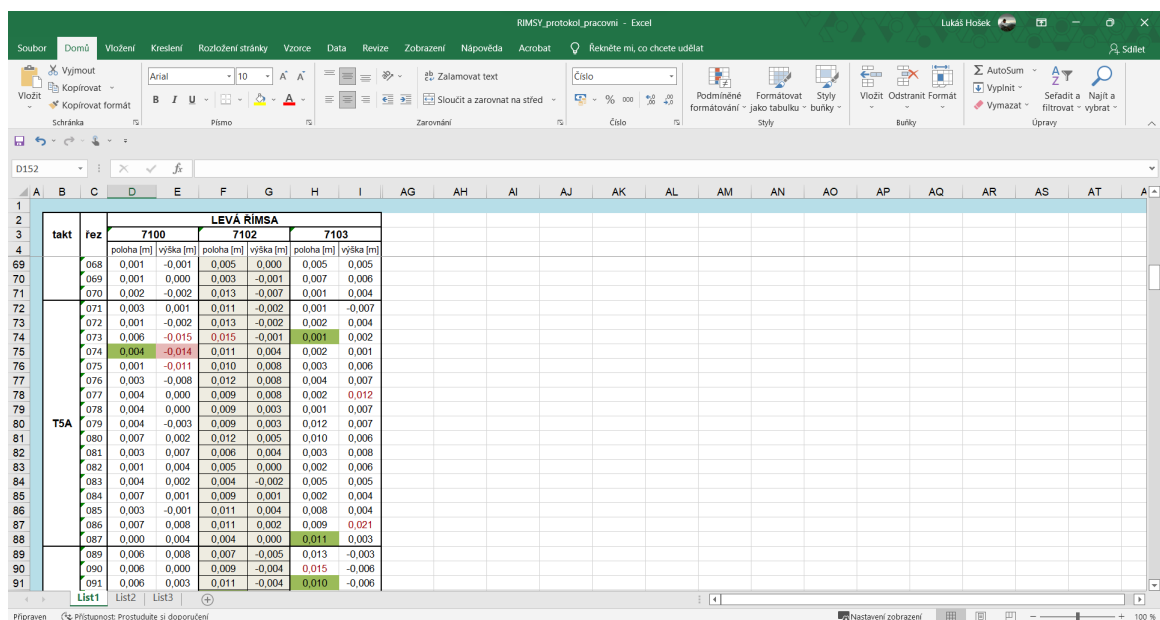 RIMSY_protokol_pracovni - Excel
Lukáš Hošek
Soubor Domů Vložení Kreslení Rozložení stránky Vzorce Data Revize Zobrazení Nápověda Acrobat Řekněte mi, co chcete udělat Sdílet
Vložit Vyjmout Kopírovat Kopírovat formát
Arial 10
B I U
Zalamovat text
Sloučit a zarovnat na střed
Číslo
% 000
Podmíněné formátování Formátovat jako tabulku Styly buňky
Vložit Odstranit Formát
AutoSum Vyplnit Vymazat
Seřadit a filtrovat Najít a vybrat
Schránka Písmo Zarovnání Číslo Styly Buňky Úpravy
D152 fx
A B C D E F G H I AG AH AI AJ AK AL AM AN AO AP AQ AR AS AT
1
2 LEVÁ ŘÍMSA
3 takt řez 7100 7102 7103
4 poloha [m] výška [m] poloha [m] výška [m] poloha [m] výška [m]
69 068 0,001 -0,001 0,005 0,000 0,005 0,005
70 069 0,001 0,000 0,003 -0,001 0,007 0,006
71 070 0,002 -0,002 0,013 -0,007 0,001 0,004
72 071 0,003 0,001 0,011 -0,002 0,001 -0,007
73 072 0,001 -0,002 0,013 -0,002 0,002 0,004
74 073 0,006 -0,015 0,015 -0,001 0,001 0,002
75 074 0,004 -0,014 0,011 0,004 0,002 0,001
76 075 0,001 -0,011 0,010 0,008 0,003 0,006
77 076 0,003 -0,008 0,012 0,008 0,004 0,007
78 077 0,004 0,000 0,009 0,008 0,002 0,012
79 078 0,004 0,000 0,009 0,003 0,001 0,007
80 T5A 079 0,004 -0,003 0,009 0,003 0,012 0,007
81 080 0,007 0,002 0,012 0,005 0,010 0,006
82 081 0,003 0,007 0,006 0,004 0,003 0,008
83 082 0,001 0,004 0,005 0,000 0,002 0,006
84 083 0,004 0,002 0,004 -0,002 0,005 0,005
85 084 0,007 0,001 0,009 0,001 0,002 0,004
86 085 0,003 -0,001 0,011 0,004 0,008 0,004
87 086 0,007 0,008 0,011 0,002 0,009 0,021
88 087 0,000 0,004 0,004 0,000 0,011 0,003
89 089 0,006 0,008 0,007 -0,005 0,013 -0,003
90 090 0,006 0,000 0,009 -0,004 0,015 -0,006
91 091 0,006 0,003 0,011 -0,004 0,010 -0,006
List1 List2 List3
Připraven Přístupnost: Prostudujte si doporučení Nastavení zobrazení 100 %